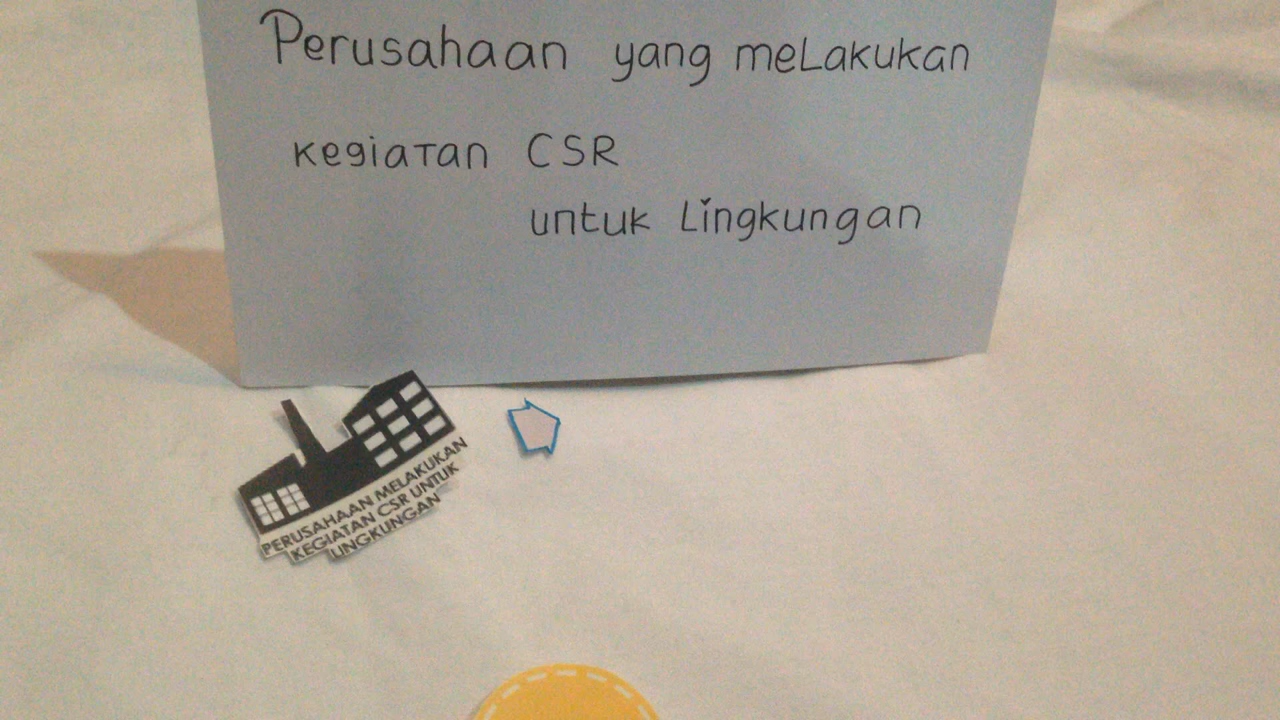 Perusahaan yang meLakukan
kegiatan CSR
untuk Lingkungan
PERUSAHAAN MELAKUKAN
KEGIATAN CSR UNTUK
LINGKUNGAN